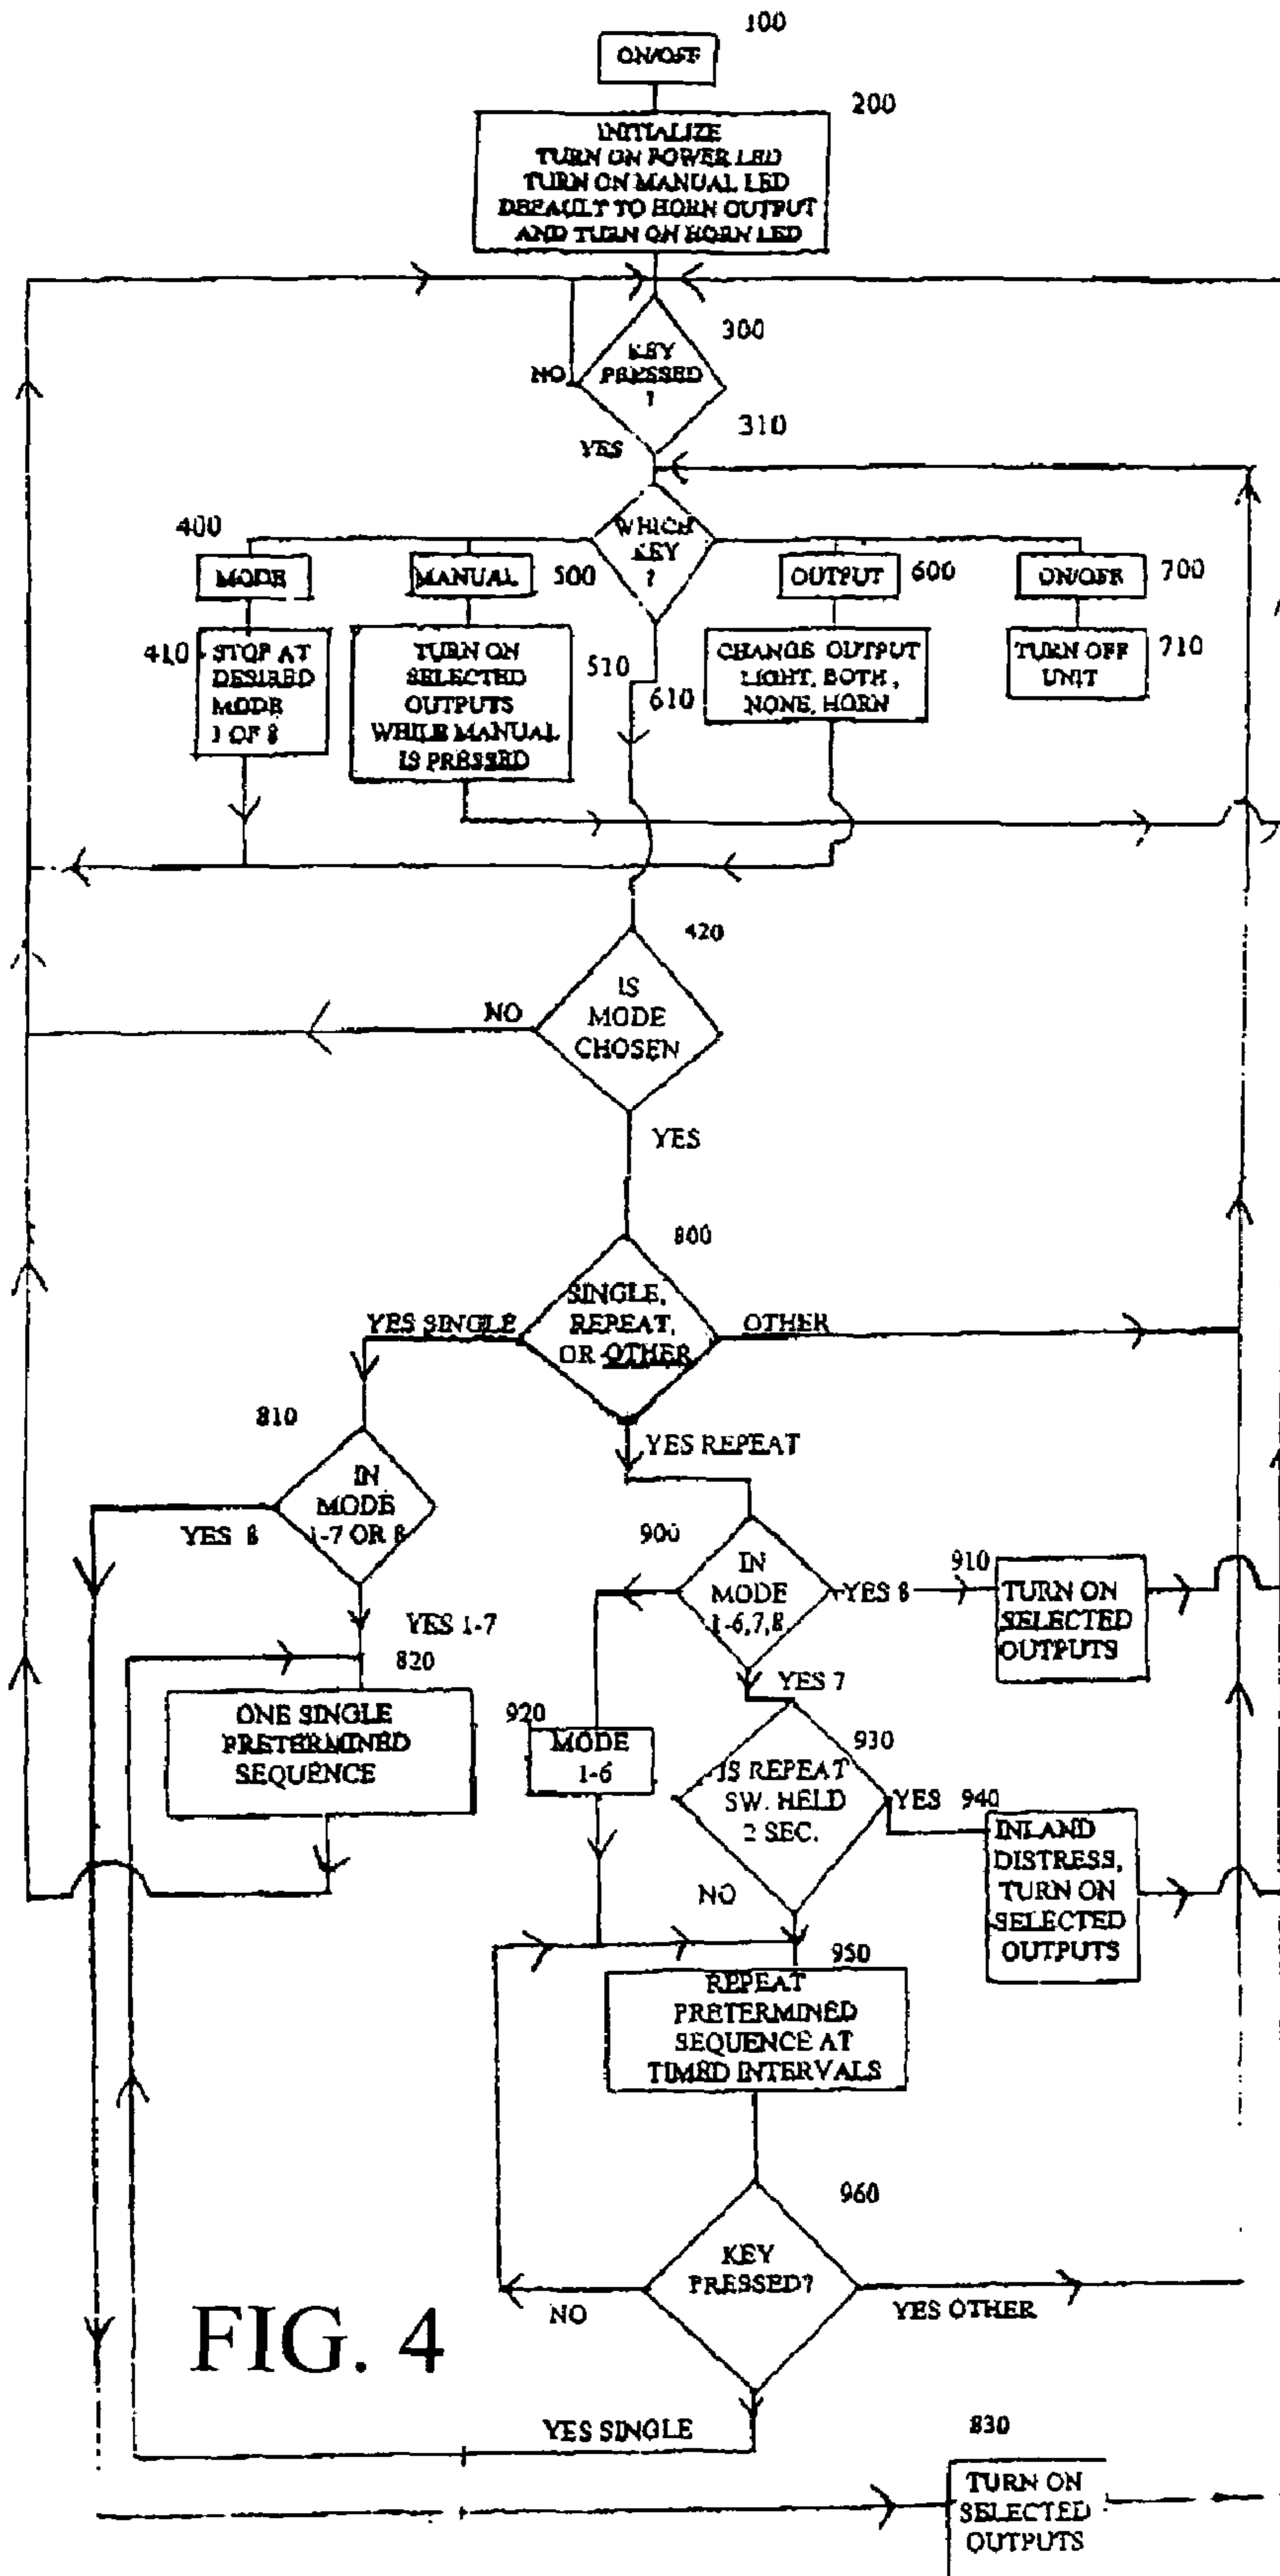 100
ON/OFF
200
INITIALIZE
TURN ON POWER LED
TURN ON MANUAL LED
DEFAULT TO HORN OUTPUT
AND TURN ON HORN LED
300
KEY
PRESSED
?
NO
310
YES
WHICH
KEY
?
400
MODE
MANUAL
500
OUTPUT
600
ON/OFF
700
410
STOP AT
DESIRED
MODE
1 OF 8
TURN ON
SELECTED
OUTPUTS
WHILE MANUAL
IS PRESSED
510
610
CHANGE OUTPUT
LIGHT, BOTH,
NONE, HORN
TURN OFF
UNIT
710
420
IS
MODE
CHOSEN
NO
YES
800
SINGLE,
REPEAT,
OR OTHER
YES SINGLE
OTHER
YES REPEAT
810
IN
MODE
1-7 OR 8
YES 8
YES 1-7
820
ONE SINGLE
PRETERMINED
SEQUENCE
900
IN
MODE
1-6,7,8
YES 8
910
TURN ON
SELECTED
OUTPUTS
YES 7
920
MODE
1-6
930
IS REPEAT
SW. HELD
2 SEC.
YES
940
INLAND
DISTRESS,
TURN ON
SELECTED
OUTPUTS
NO
950
REPEAT
PRETERMINED
SEQUENCE AT
TIMED INTERVALS
960
KEY
PRESSED?
NO
YES OTHER
FIG. 4
YES SINGLE
830
TURN ON
SELECTED
OUTPUTS